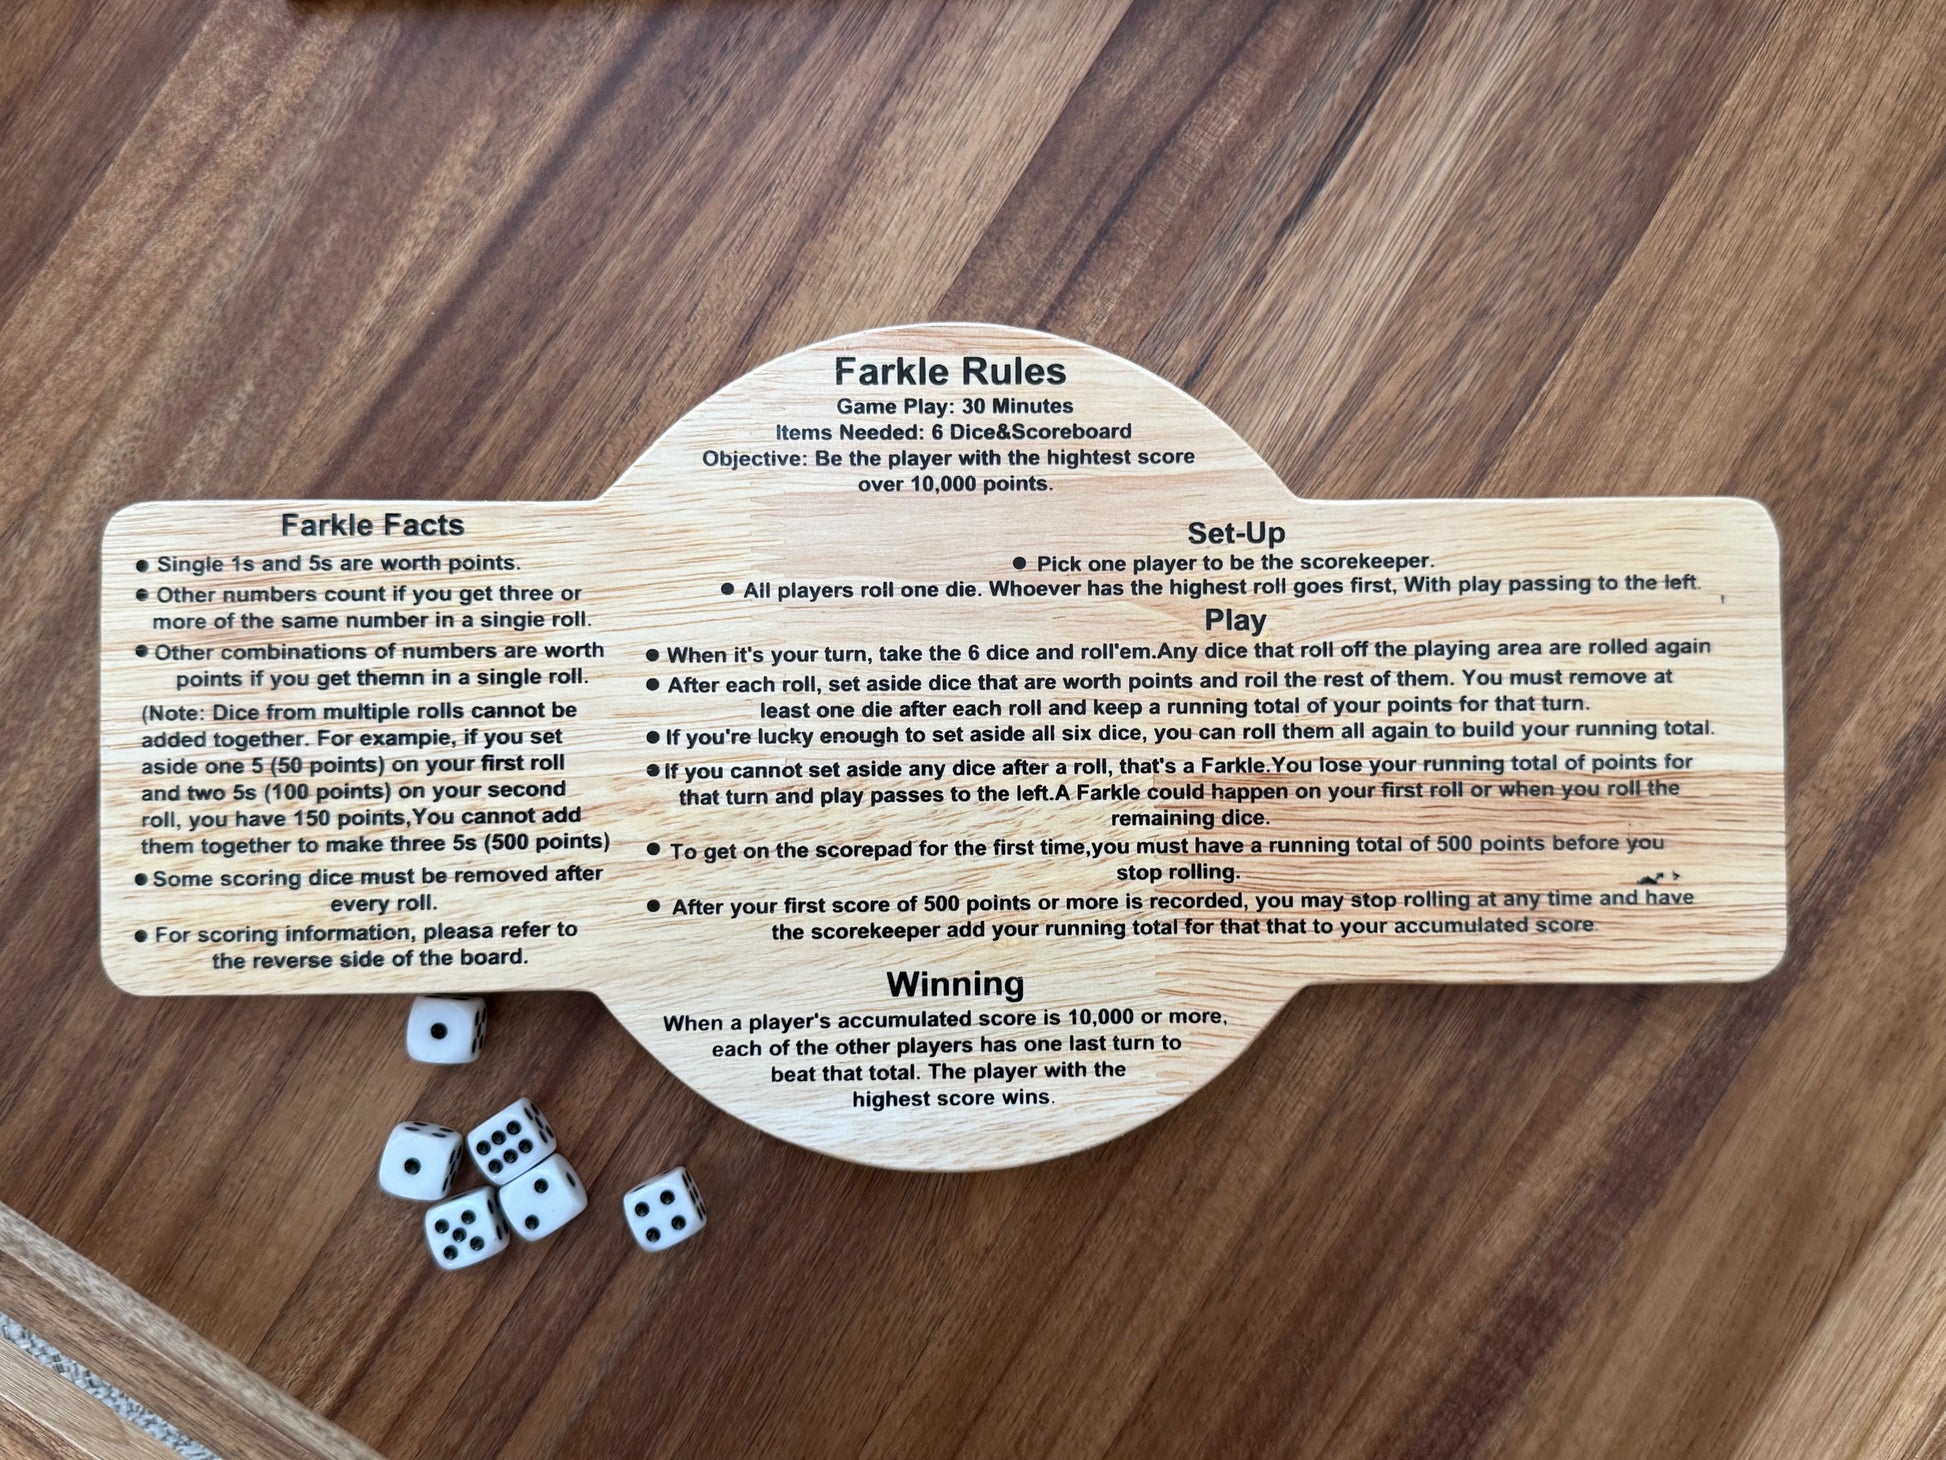 Farkle Rules
Game Play: 30 Minutes
Items Needed: 6 Dice&Scoreboard
Objective: Be the player with the hightest score
over 10,000 points.
Farkle Facts
● Single 1s and 5s are worth points.
● Other numbers count if you get three or
more of the same number in a singie roll.
● Other combinations of numbers are worth
points if you get themn in a single roll.
(Note: Dice from multiple rolls cannot be
added together. For exampie, if you set
aside one 5 (50 points) on your first roll
and two 5s (100 points) on your second
roll, you have 150 points,You cannot add
them together to make three 5s (500 points)
● Some scoring dice must be removed after
every roll.
● For scoring information, pleasa refer to
the reverse side of the board.
Set-Up
● Pick one player to be the scorekeeper.
● All players roll one die. Whoever has the highest roll goes first, With play passing to the left.
Play
● When it's your turn, take the 6 dice and roll'em.Any dice that roll off the playing area are rolled again
● After each roll, set aside dice that are worth points and roil the rest of them. You must remove at
least one die after each roll and keep a running total of your points for that turn.
● If you're lucky enough to set aside all six dice, you can roll them all again to build your running total.
● If you cannot set aside any dice after a roll, that's a Farkle.You lose your running total of points for
that turn and play passes to the left.A Farkle could happen on your first roll or when you roll the
remaining dice.
● To get on the scorepad for the first time,you must have a running total of 500 points before you
stop rolling.
● After your first score of 500 points or more is recorded, you may stop rolling at any time and have
the scorekeeper add your running total for that that to your accumulated score.
Winning
When a player's accumulated score is 10,000 or more,
each of the other players has one last turn to
beat that total. The player with the
highest score wins.